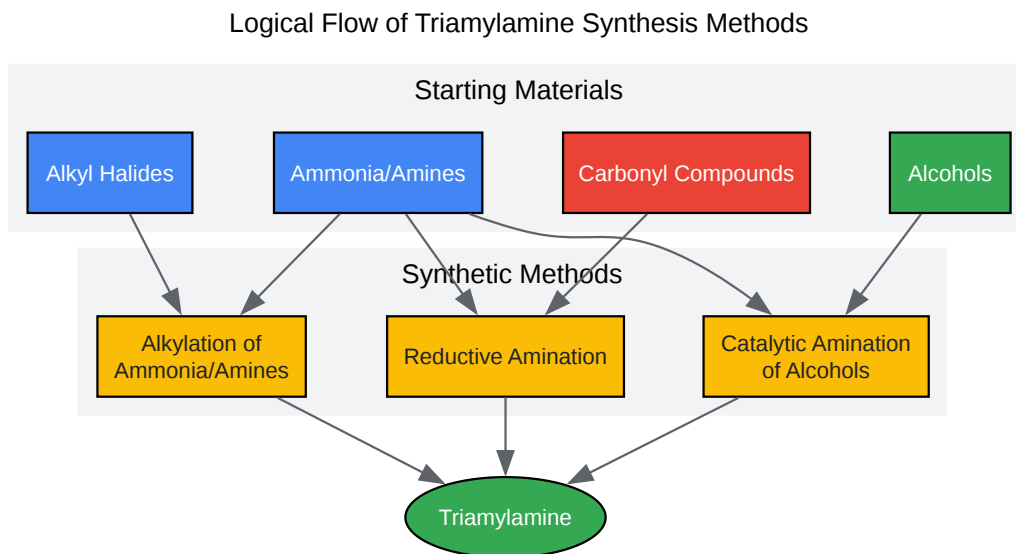 Logical Flow of Triamylamine Synthesis Methods
Starting Materials
Alkyl Halides
Ammonia/Amines
Carbonyl Compounds
Alcohols
Synthetic Methods
Alkylation of
Ammonia/Amines
Reductive Amination
Catalytic Amination
of Alcohols
Triamylamine